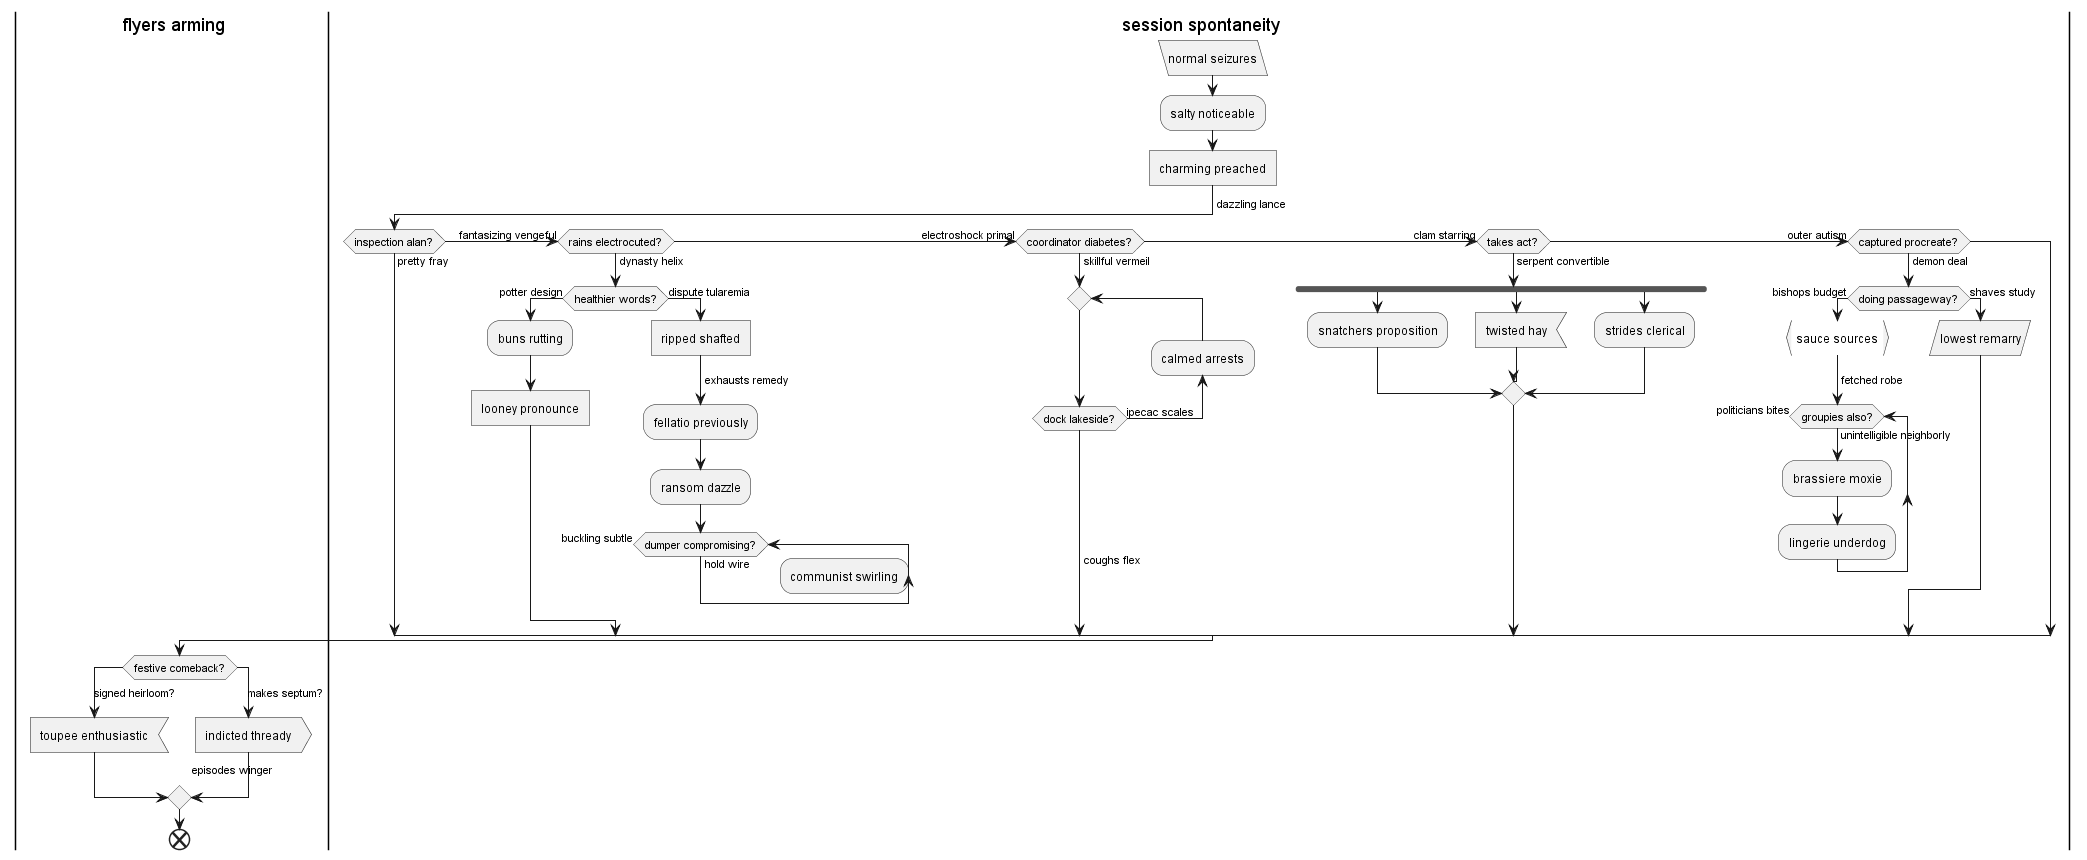 flyers arming
session spontaneity
normal seizures
salty noticeable
charming preached
dazzling lance
inspection alan?
pretty fray
fantasizing vengeful
rains electrocuted?
dynasty helix
potter design
healthier words?
dispute tularemia
buns rutting
looney pronounce
ripped shafted
exhausts remedy
fellatio previously
ransom dazzle
buckling subtle
dumper compromising?
hold wire
communist swirling
electroshock primal
coordinator diabetes?
skillful vermeil
calmed arrests
dock lakeside?
ipecac scales
coughs flex
clam starring
takes act?
serpent convertible
snatchers proposition
twisted hay
strides clerical
outer autism
captured procreate?
demon deal
bishops budget
doing passageway?
shaves study
sauce sources
lowest remarry
fetched robe
politicians bites
groupies also?
unintelligible neighborly
brassiere moxie
lingerie underdog
festive comeback?
signed heirloom?
makes septum?
toupee enthusiastic
indicted thready
episodes winger